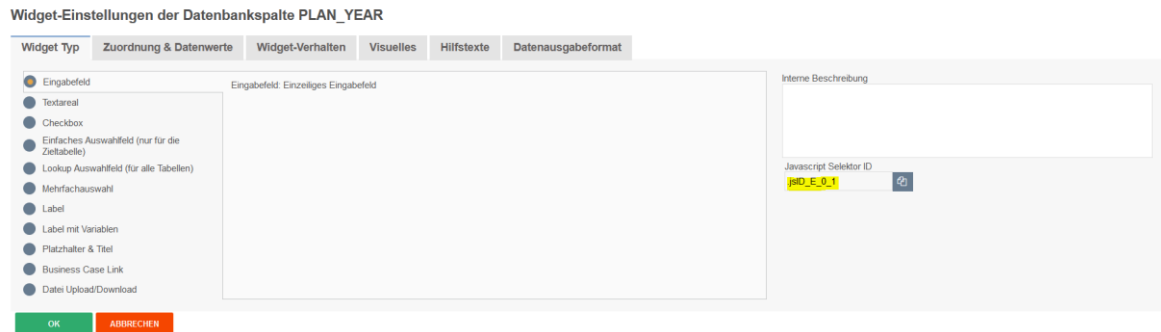 Widget-Einstellungen der Datenbankspalte PLAN_YEAR
Widget Typ
Zuordnung & Datenwerte
Widget-Verhalten
Visuelles
Hilfstexte
Datenausgabeformat
Eingabefeld
Textareal
Checkbox
Einfaches Auswahlfeld (nur für die
Zieltabelle)
Lookup Auswahlfeld (für alle Tabellen)
Mehrfachauswahl
Label
Label mit Variablen
Platzhalter & Titel
Business Case Link
Datei Upload/Download
Eingabefeld: Einzeiliges Eingabefeld
Interne Beschreibung
Javascript Selektor ID
.jsID_E_0_1
OK
ABBRECHEN